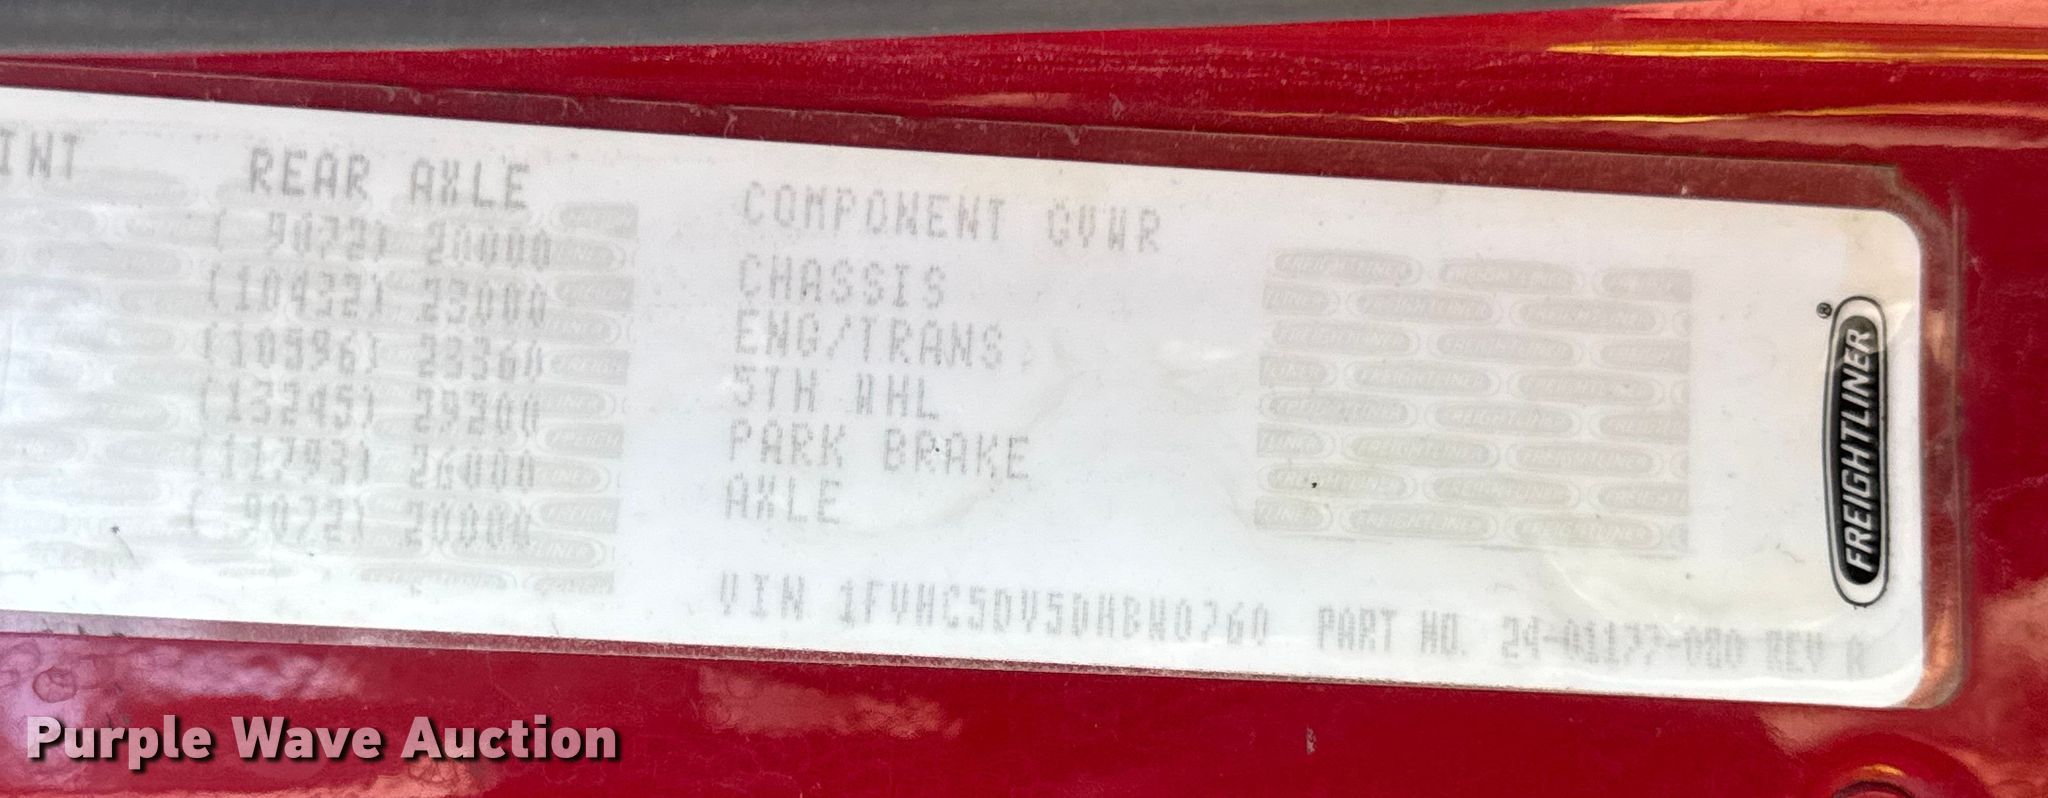 INT REAR AXLE COMPONENT GVWR
( 9072) 20000
(10432) 23000 CHASSIS
(10596) 23360 ENG/TRANS
(13245) 29200 5TH WHL
(11793) 26000 PARK BRAKE
( 9072) 20000 AXLE
VIN 1FVHC5DV5DHBW0760 PART NO. 24-01177-080 REV A
FREIGHTLINER®
Purple Wave Auction